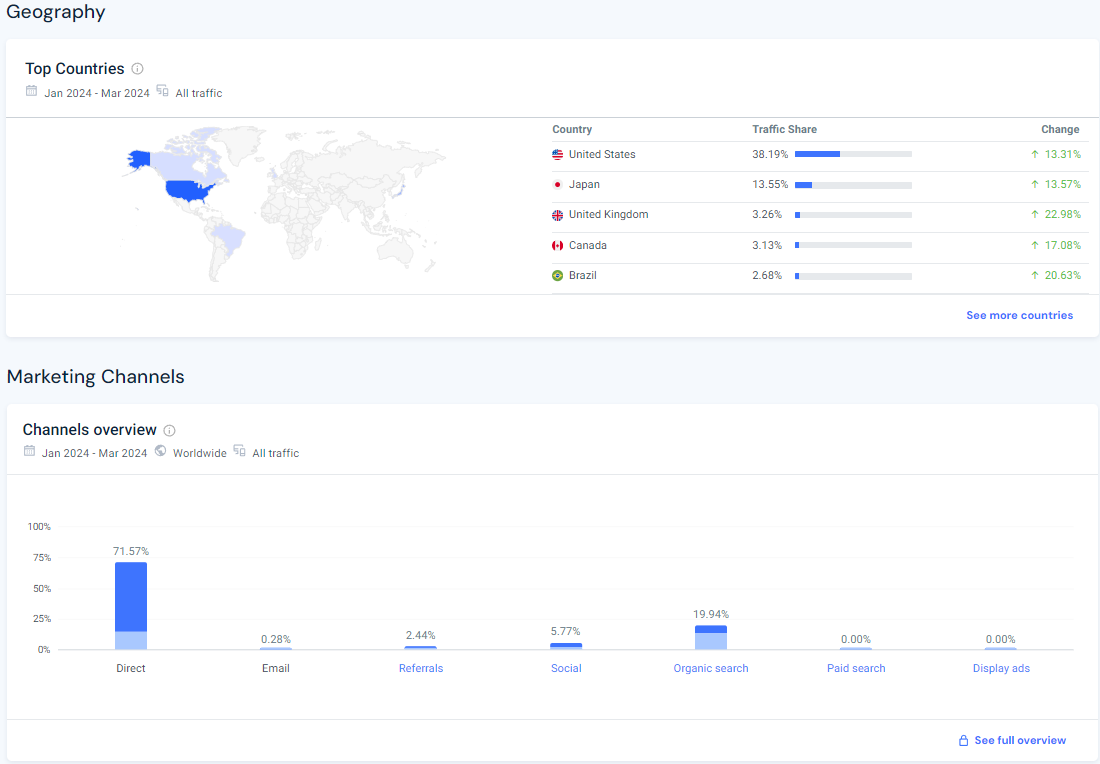 Geography
Top Countries
Jan 2024 - Mar 2024 All traffic
Country Traffic Share Change
United States 38.19% ↑ 13.31%
Japan 13.55% ↑ 13.57%
United Kingdom 3.26% ↑ 22.98%
Canada 3.13% ↑ 17.08%
Brazil 2.68% ↑ 20.63%
See more countries
Marketing Channels
Channels overview
Jan 2024 - Mar 2024 Worldwide All traffic
100%
75%
50%
25%
0%
71.57%
0.28%
2.44%
5.77%
19.94%
0.00%
0.00%
Direct Email Referrals Social Organic search Paid search Display ads
See full overview